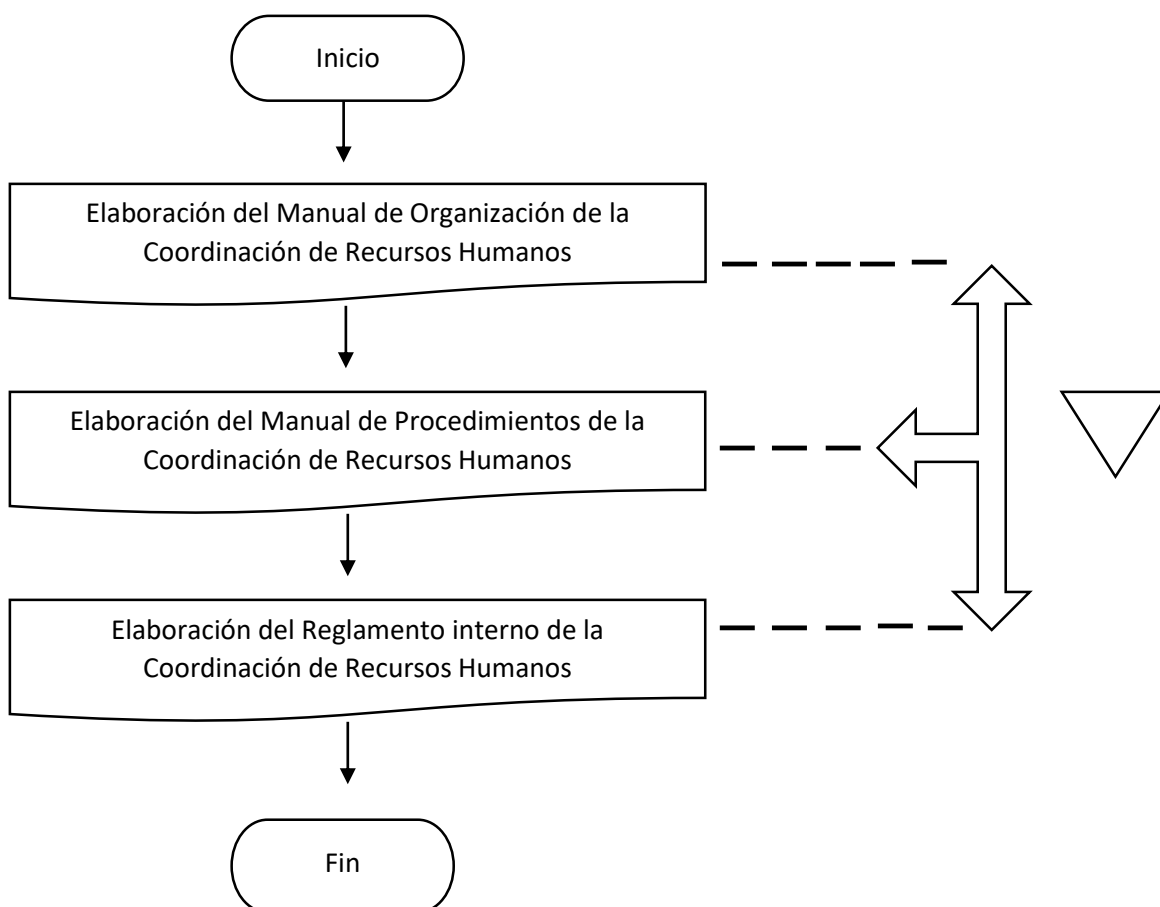 Inicio
Elaboración del Manual de Organización de la
Coordinación de Recursos Humanos
Elaboración del Manual de Procedimientos de la
Coordinación de Recursos Humanos
Elaboración del Reglamento interno de la
Coordinación de Recursos Humanos
Fin